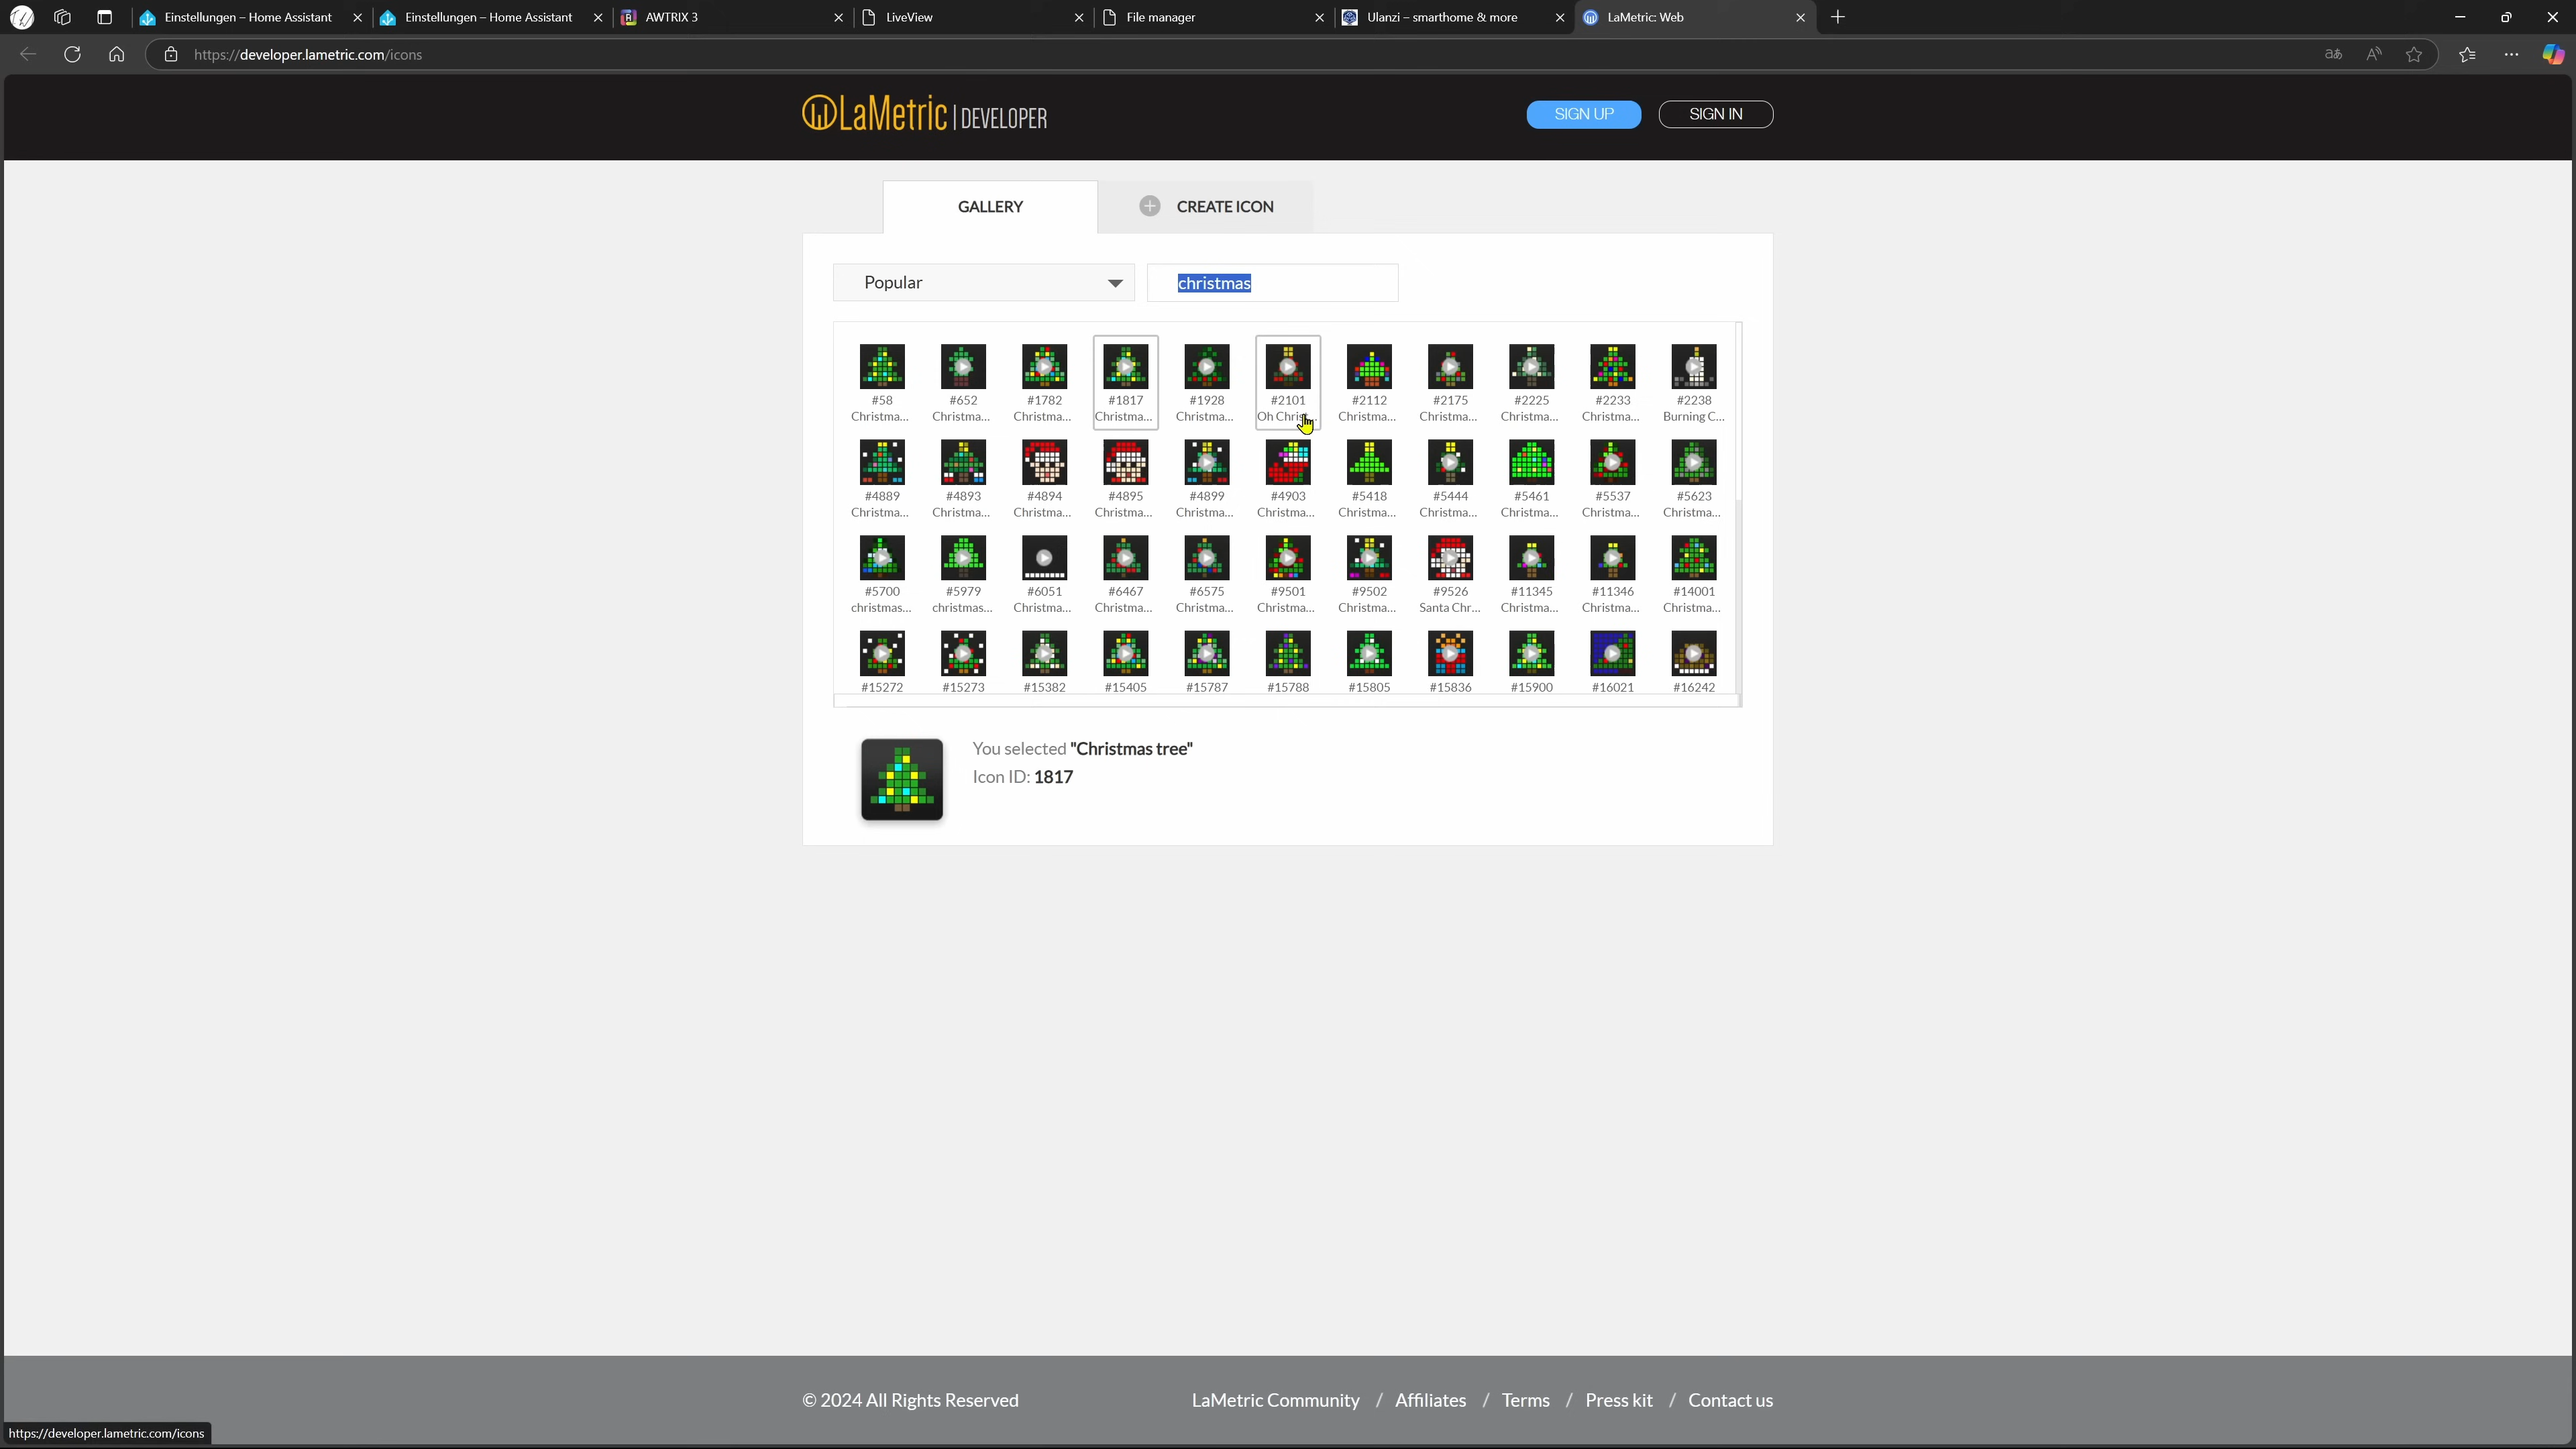 Einstellungen – Home Assistant Einstellungen – Home Assistant AWTRIX 3 LiveView File manager Ulanzi – smarthome & more LaMetric: Web
https://developer.lametric.com/icons
LaMetric | DEVELOPER SIGN UP SIGN IN
GALLERY CREATE ICON
Popular christmas
#58 #652 #1782 #1817 #1928 #2101 #2112 #2175 #2225 #2233 #2238
Christma... Christma... Christma... Christma... Christma... Christma... Christma... Christma... Christma... Burning C...
#4889 #4893 #4894 #4895 #4899 #4903 #5418 #5444 #5461 #5537 #5623
Christma... Christma... Christma... Christma... Christma... Christma... Christma... Christma... Christma... Christma... Christma...
#5700 #5979 #6051 #6467 #6575 #9501 #9502 #9526 #11345 #11346 #14001
christmas... christmas... Christma... Christma... Christma... Christma... Christma... Santa Chr... Christma... Christma... Christma...
#15272 #15273 #15382 #15405 #15787 #15788 #15805 #15836 #15900 #16021 #16242
You selected "Christmas tree"
Icon ID: 1817
© 2024 All Rights Reserved LaMetric Community / Affiliates / Terms / Press kit / Contact us
https://developer.lametric.com/icons